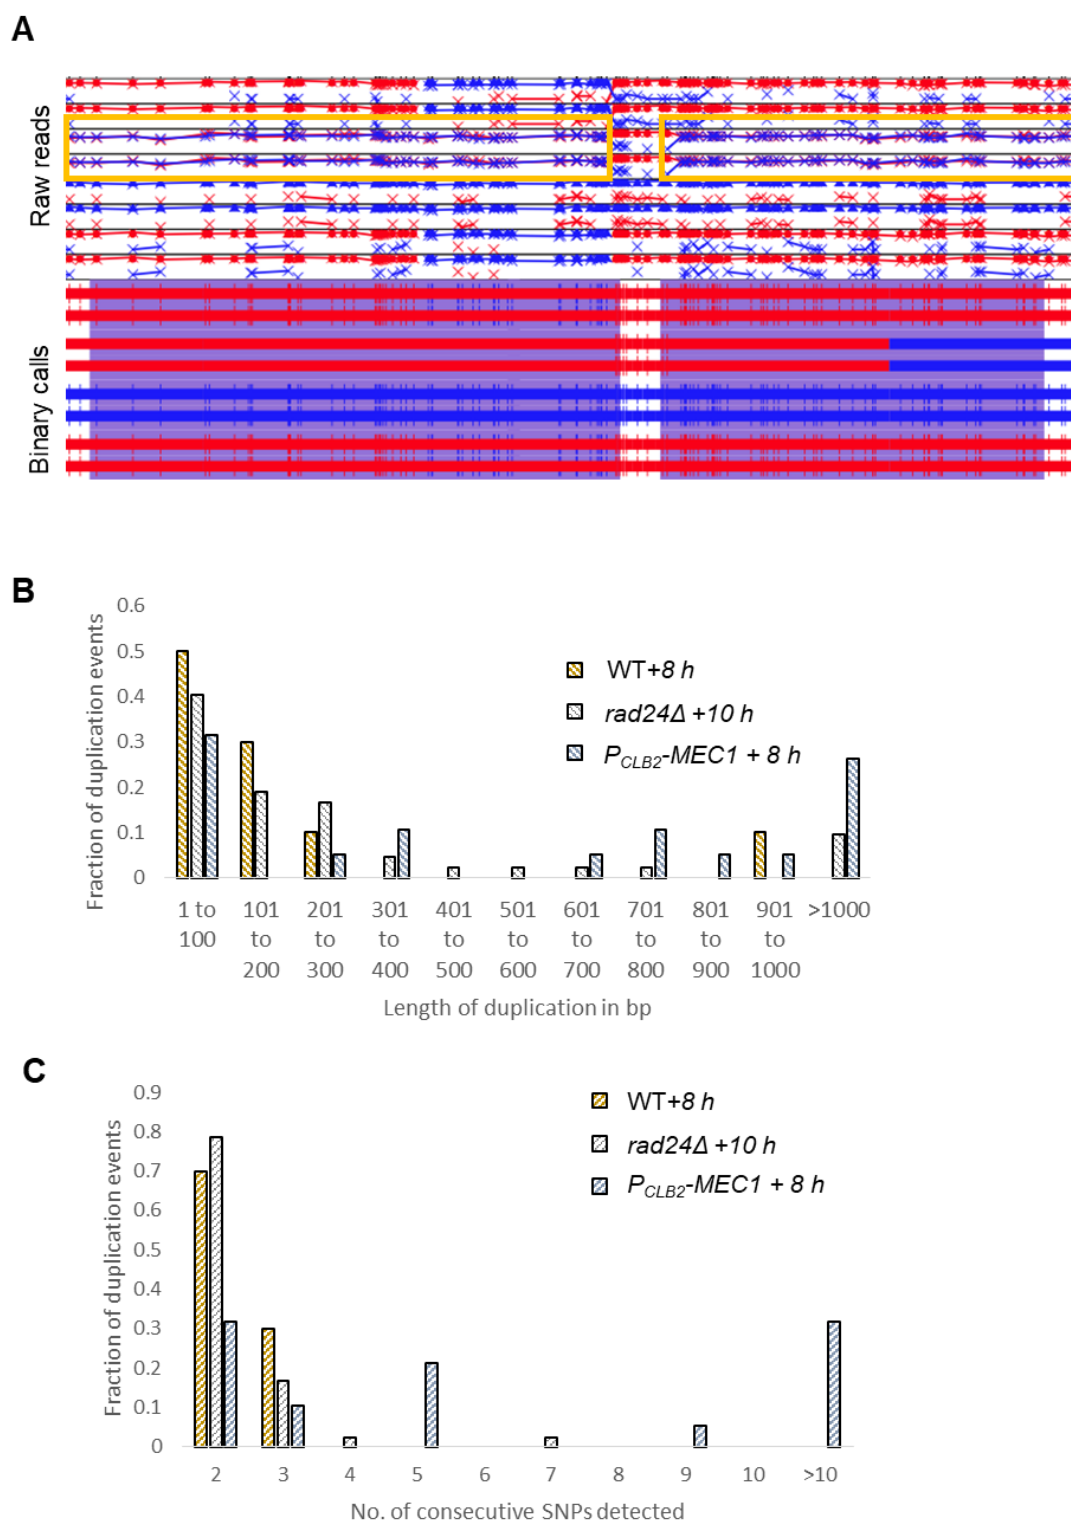 A
Raw reads
Binary calls
B
Fraction of duplication events
0.6
0.5
0.4
0.3
0.2
0.1
0
WT+8 h
rad24Δ +10 h
PCLB2-MEC1 + 8 h
1 to 100
101 to 200
201 to 300
301 to 400
401 to 500
501 to 600
601 to 700
701 to 800
801 to 900
901 to 1000
>1000
Length of duplication in bp
C
Fraction of duplication events
0.9
0.8
0.7
0.6
0.5
0.4
0.3
0.2
0.1
0
WT+8 h
rad24Δ +10 h
PCLB2-MEC1 + 8 h
2 3 4 5 6 7 8 9 10 >10
No. of consecutive SNPs detected